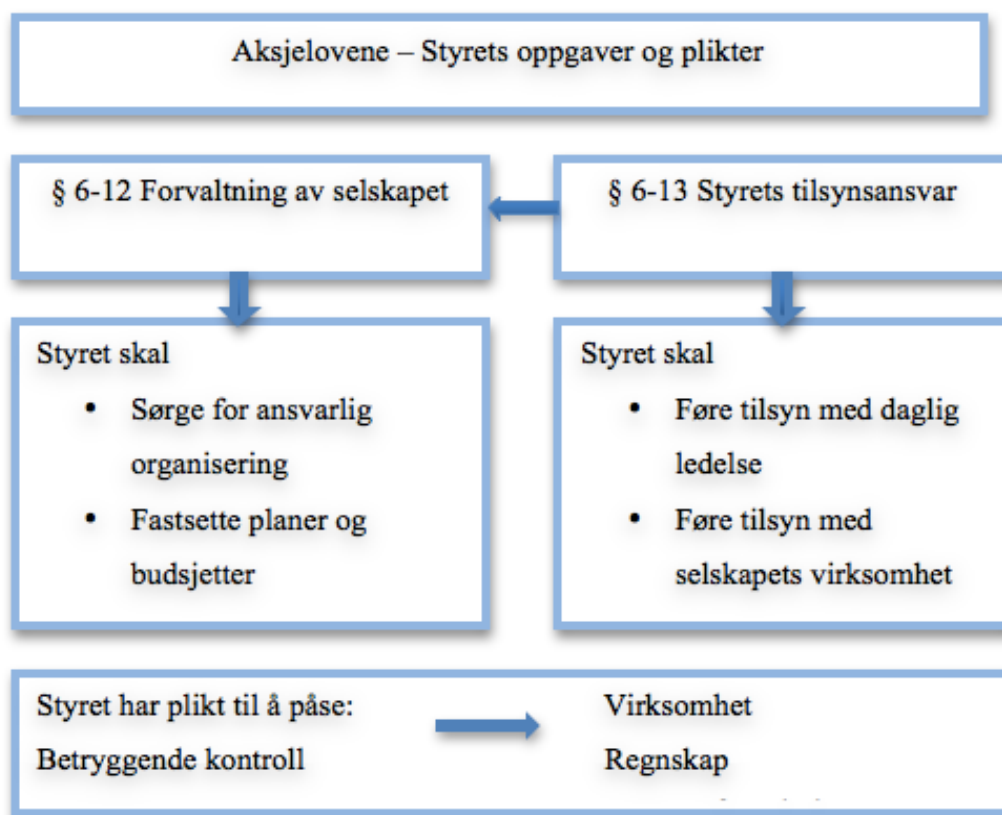 Aksjelovene – Styrets oppgaver og plikter
§ 6-12 Forvaltning av selskapet
§ 6-13 Styrets tilsynsansvar
Styret skal
• Sørge for ansvarlig
organisering
• Fastsette planer og
budsjetter
Styret skal
• Føre tilsyn med daglig
ledelse
• Føre tilsyn med
selskapets virksomhet
Styret har plikt til å påse:
Betryggende kontroll
Virksomhet
Regnskap